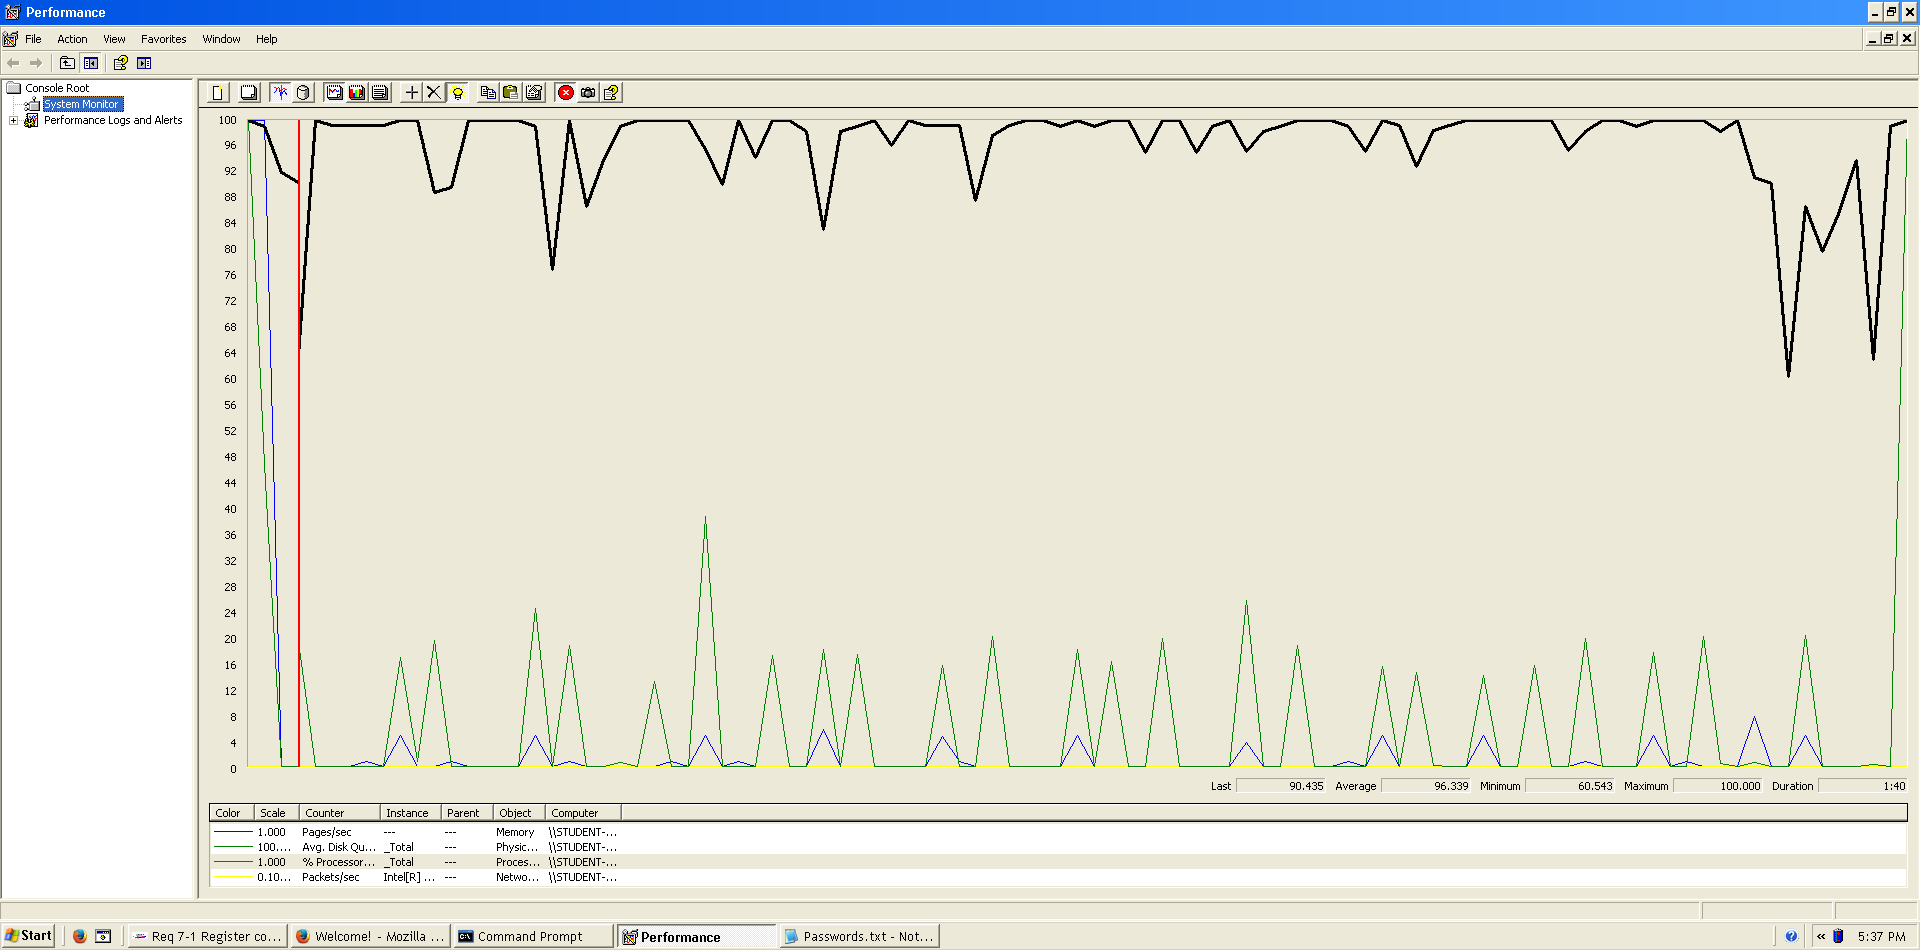 Performance
File Action View Favorites Window Help
Console Root
System Monitor
Performance Logs and Alerts
100
96
92
88
84
80
76
72
68
64
60
56
52
48
44
40
36
32
28
24
20
16
12
8
4
0
Last 90.435 Average 96.339 Minimum 60.543 Maximum 100.000 Duration 1:40
Color Scale Counter Instance Parent Object Computer
1.000 Pages/sec --- --- Memory \\STUDENT-...
100.... Avg. Disk Qu... _Total --- Physic... \\STUDENT-...
1.000 % Processor... _Total --- Proces... \\STUDENT-...
0.10... Packets/sec Intel[R] ... --- Netwo... \\STUDENT-...
Start Req 7-1 Register co... Welcome! - Mozilla ... Command Prompt Performance Passwords.txt - Not... « 5:37 PM